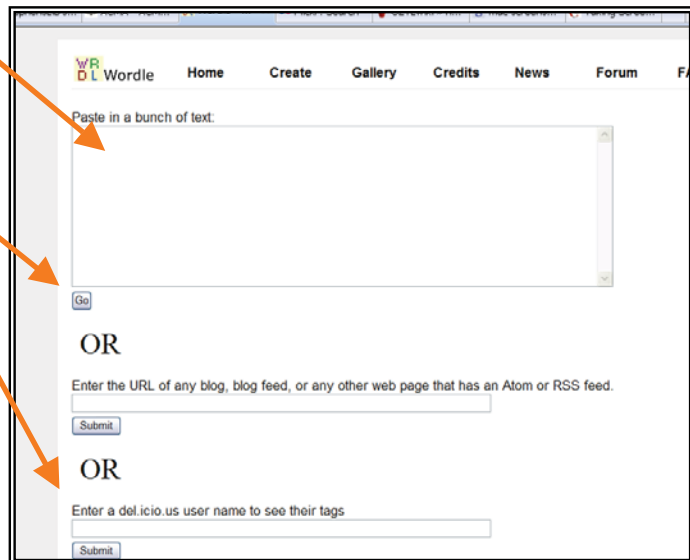 WR
DL Wordle Home Create Gallery Credits News Forum
Paste in a bunch of text:
Go
OR
Enter the URL of any blog, blog feed, or any other web page that has an Atom or RSS feed.
Submit
OR
Enter a del.icio.us user name to see their tags
Submit